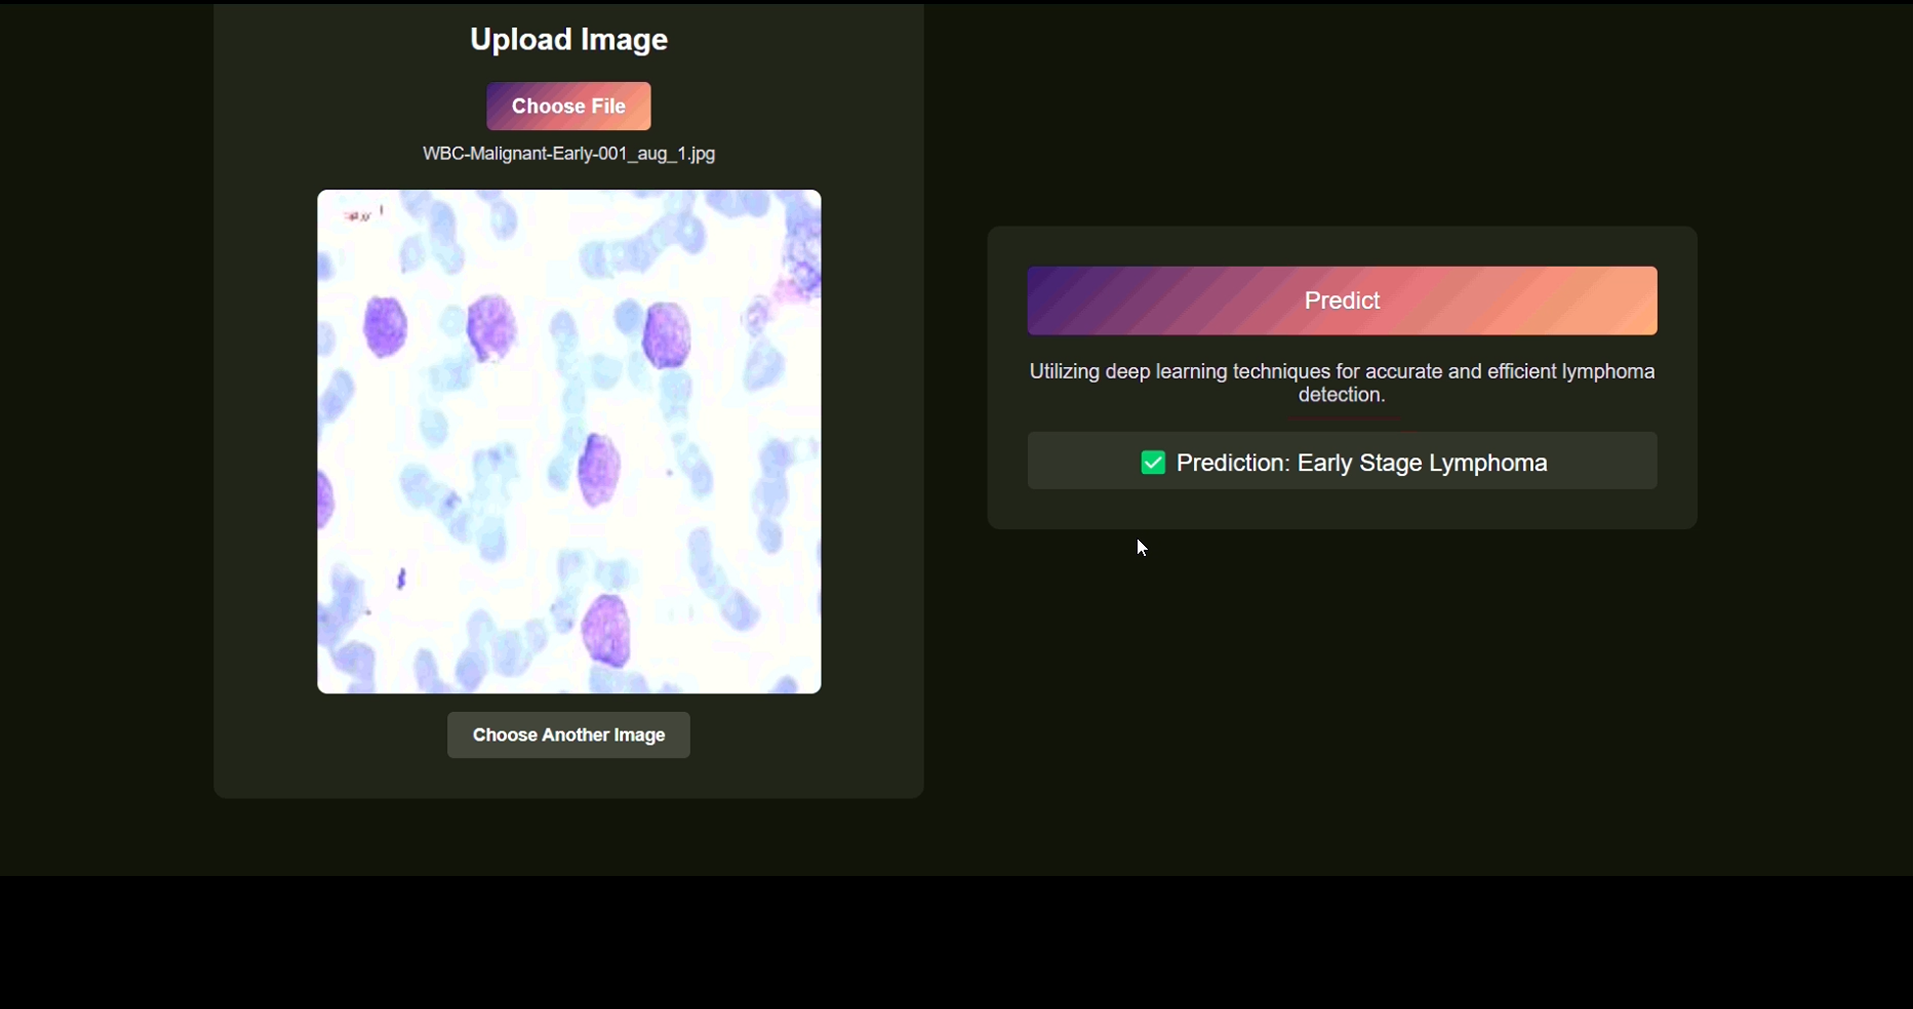 Upload Image
Choose File
WBC-Malignant-Early-001_aug_1.jpg
Choose Another Image
Predict
Utilizing deep learning techniques for accurate and efficient lymphoma
detection.
Prediction: Early Stage Lymphoma